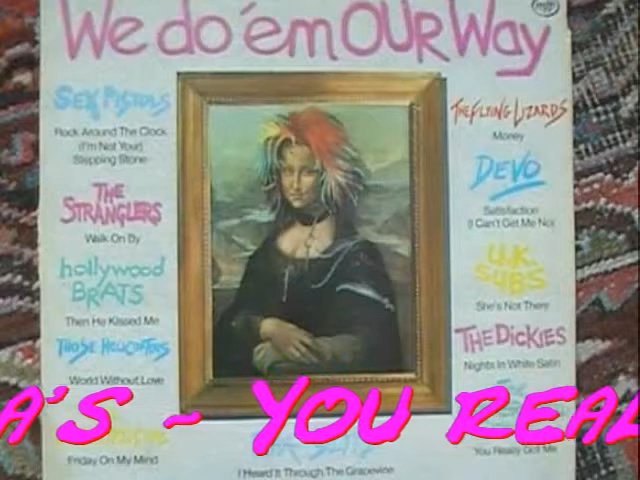 We do 'em OUR Way
SEX PISTOLS
Rock Around The Clock
(I'm Not Your)
Stepping Stone
THE
STRANGLERS
Walk On By
hollywood
BRATS
Then He Kissed Me
THOSE HELICOPTERS
World Without Love
Friday On My Mind
THE FLYING LIZARDS
Money
DEVO
Satisfaction
(I Can't Get Me No)
U.K.
SUBS
She's Not There
THE DICKIES
Nights In White Satin
You Really Got Me
I Heard It Through The Grapevine
A'S ~ YOU REAL